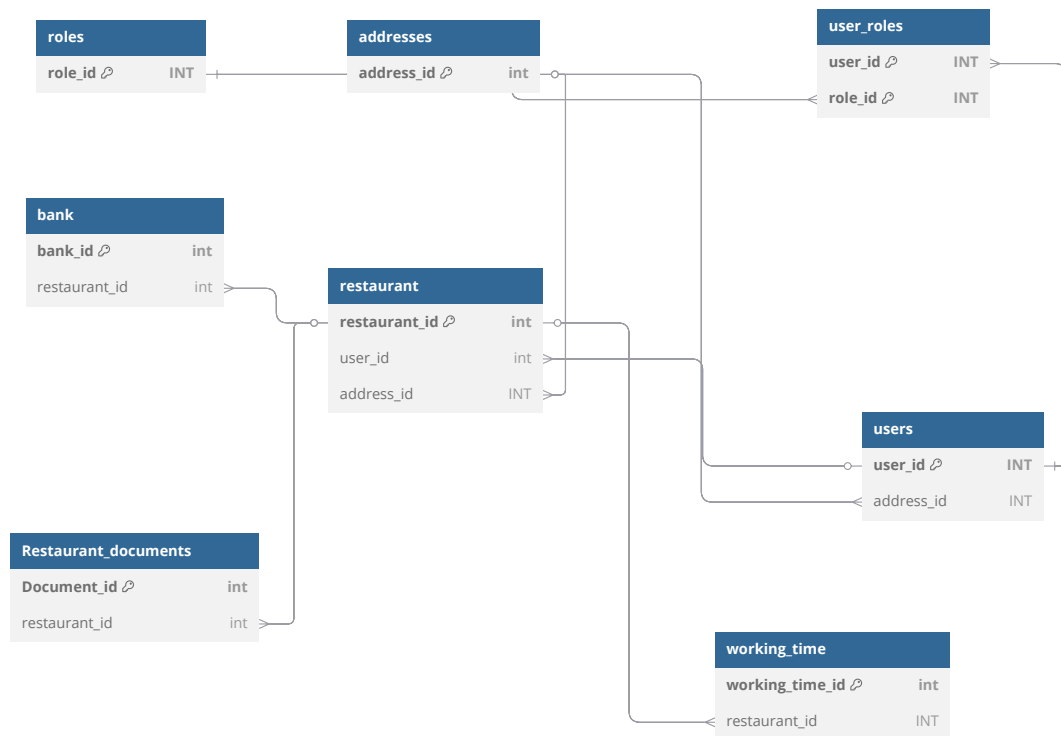 roles
role_id INT
addresses
address_id int
user_roles
user_id INT
role_id INT
bank
bank_id int
restaurant_id int
restaurant
restaurant_id int
user_id int
address_id INT
users
user_id INT
address_id INT
Restaurant_documents
Document_id int
restaurant_id int
working_time
working_time_id int
restaurant_id INT